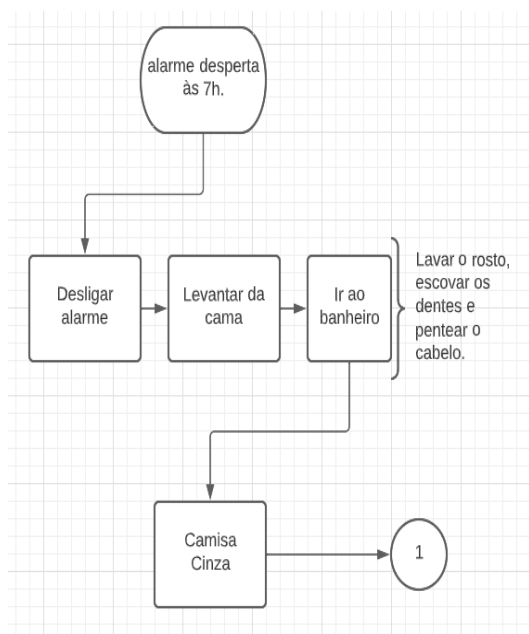 alarme desperta
às 7h.
Desligar
alarme
Levantar da
cama
Ir ao
banheiro
Lavar o rosto,
escovar os
dentes e
pentear o
cabelo.
Camisa
Cinza
1